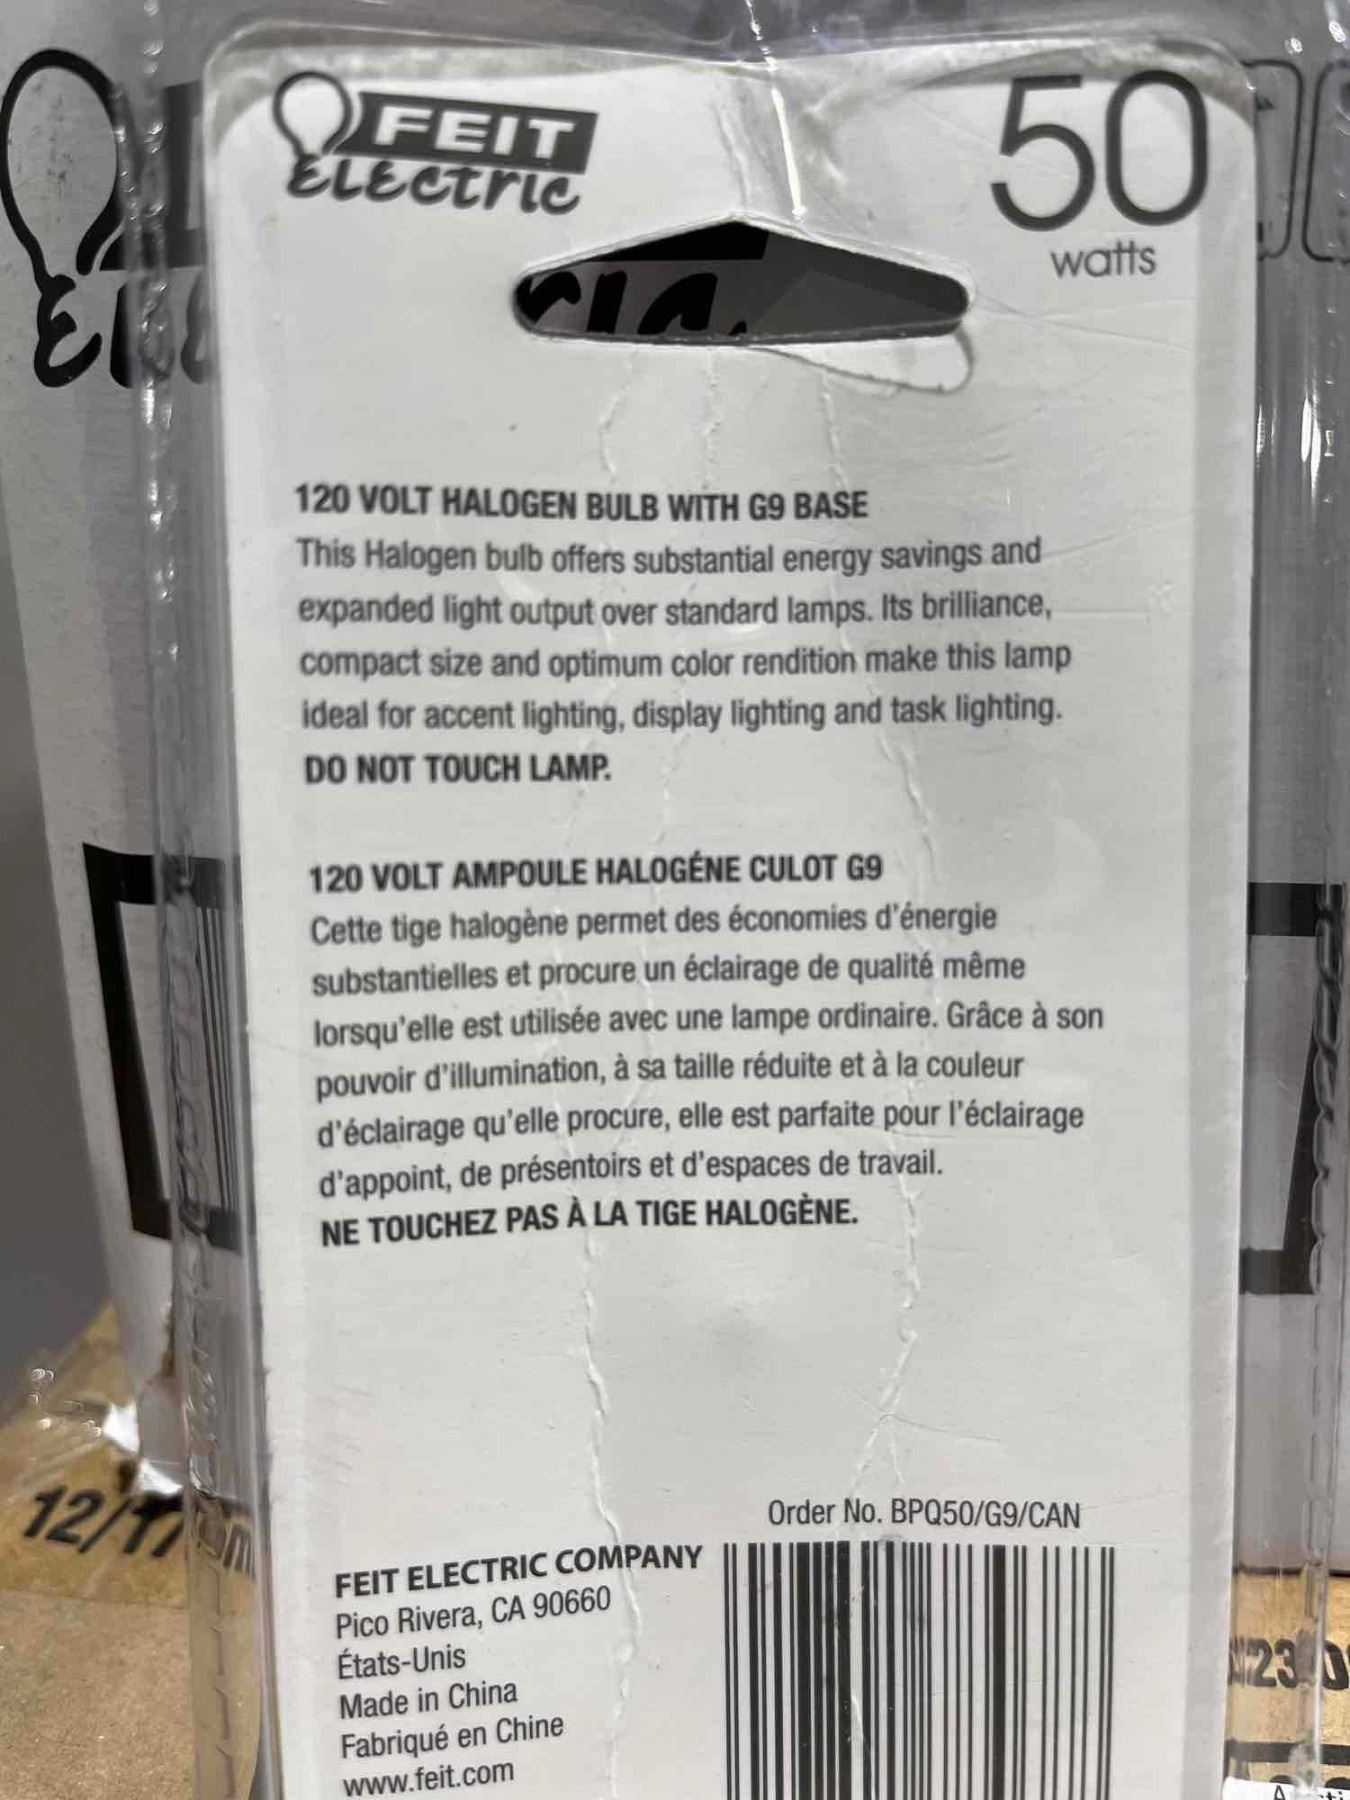 FEIT
ELECTRIC
50
watts
120 VOLT HALOGEN BULB WITH G9 BASE
This Halogen bulb offers substantial energy savings and
expanded light output over standard lamps. Its brilliance,
compact size and optimum color rendition make this lamp
ideal for accent lighting, display lighting and task lighting.
DO NOT TOUCH LAMP.
120 VOLT AMPOULE HALOGÉNE CULOT G9
Cette tige halogène permet des économies d'énergie
substantielles et procure un éclairage de qualité même
lorsqu'elle est utilisée avec une lampe ordinaire. Grâce à son
pouvoir d'illumination, à sa taille réduite et à la couleur
d'éclairage qu'elle procure, elle est parfaite pour l'éclairage
d'appoint, de présentoirs et d'espaces de travail.
NE TOUCHEZ PAS À LA TIGE HALOGÈNE.
Order No. BPQ50/G9/CAN
FEIT ELECTRIC COMPANY
Pico Rivera, CA 90660
États-Unis
Made in China
Fabriqué en Chine
www.feit.com